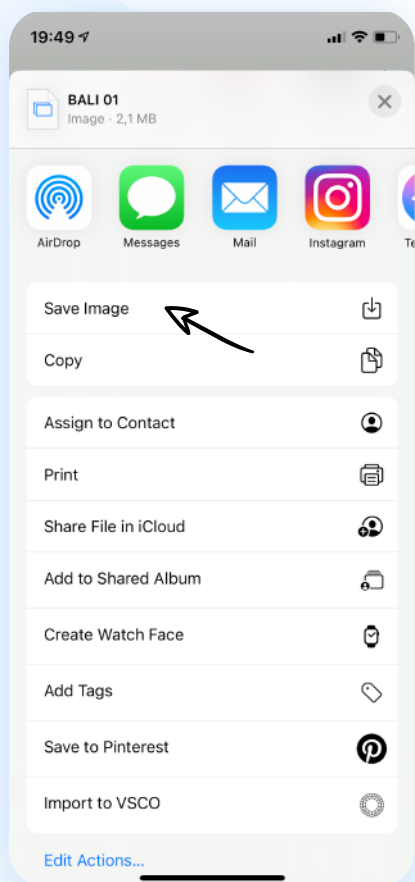 19:49
BALI 01
Image - 2,1 MB
AirDrop
Messages
Mail
Instagram
Te
Save Image
Copy
Assign to Contact
Print
Share File in iCloud
Add to Shared Album
Create Watch Face
Add Tags
Save to Pinterest
Import to VSCO
Edit Actions...